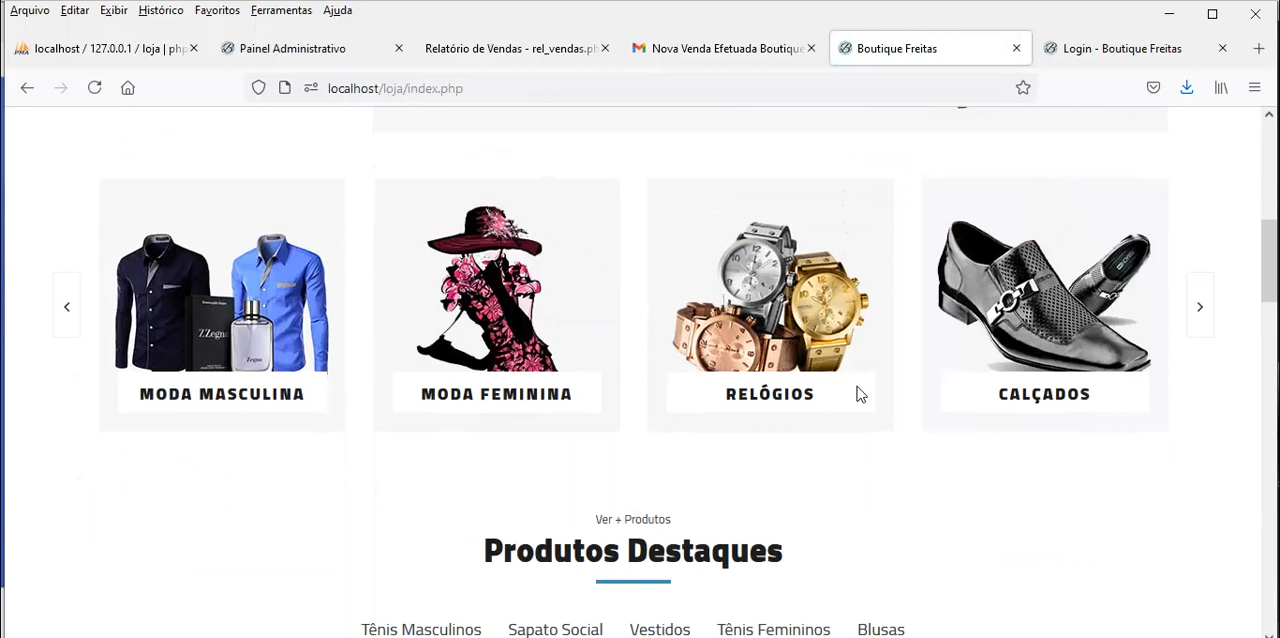 Arquivo Editar Exibir Histórico Favoritos Ferramentas Ajuda
localhost / 127.0.0.1 / loja | php
Painel Administrativo
Relatório de Vendas - rel_vendas.ph
Nova Venda Efetuada Boutique
Boutique Freitas
Login - Boutique Freitas
localhost/loja/index.php
MODA MASCULINA
MODA FEMININA
RELÓGIOS
CALÇADOS
Ver + Produtos
Produtos Destaques
Tênis Masculinos Sapato Social Vestidos Tênis Femininos Blusas